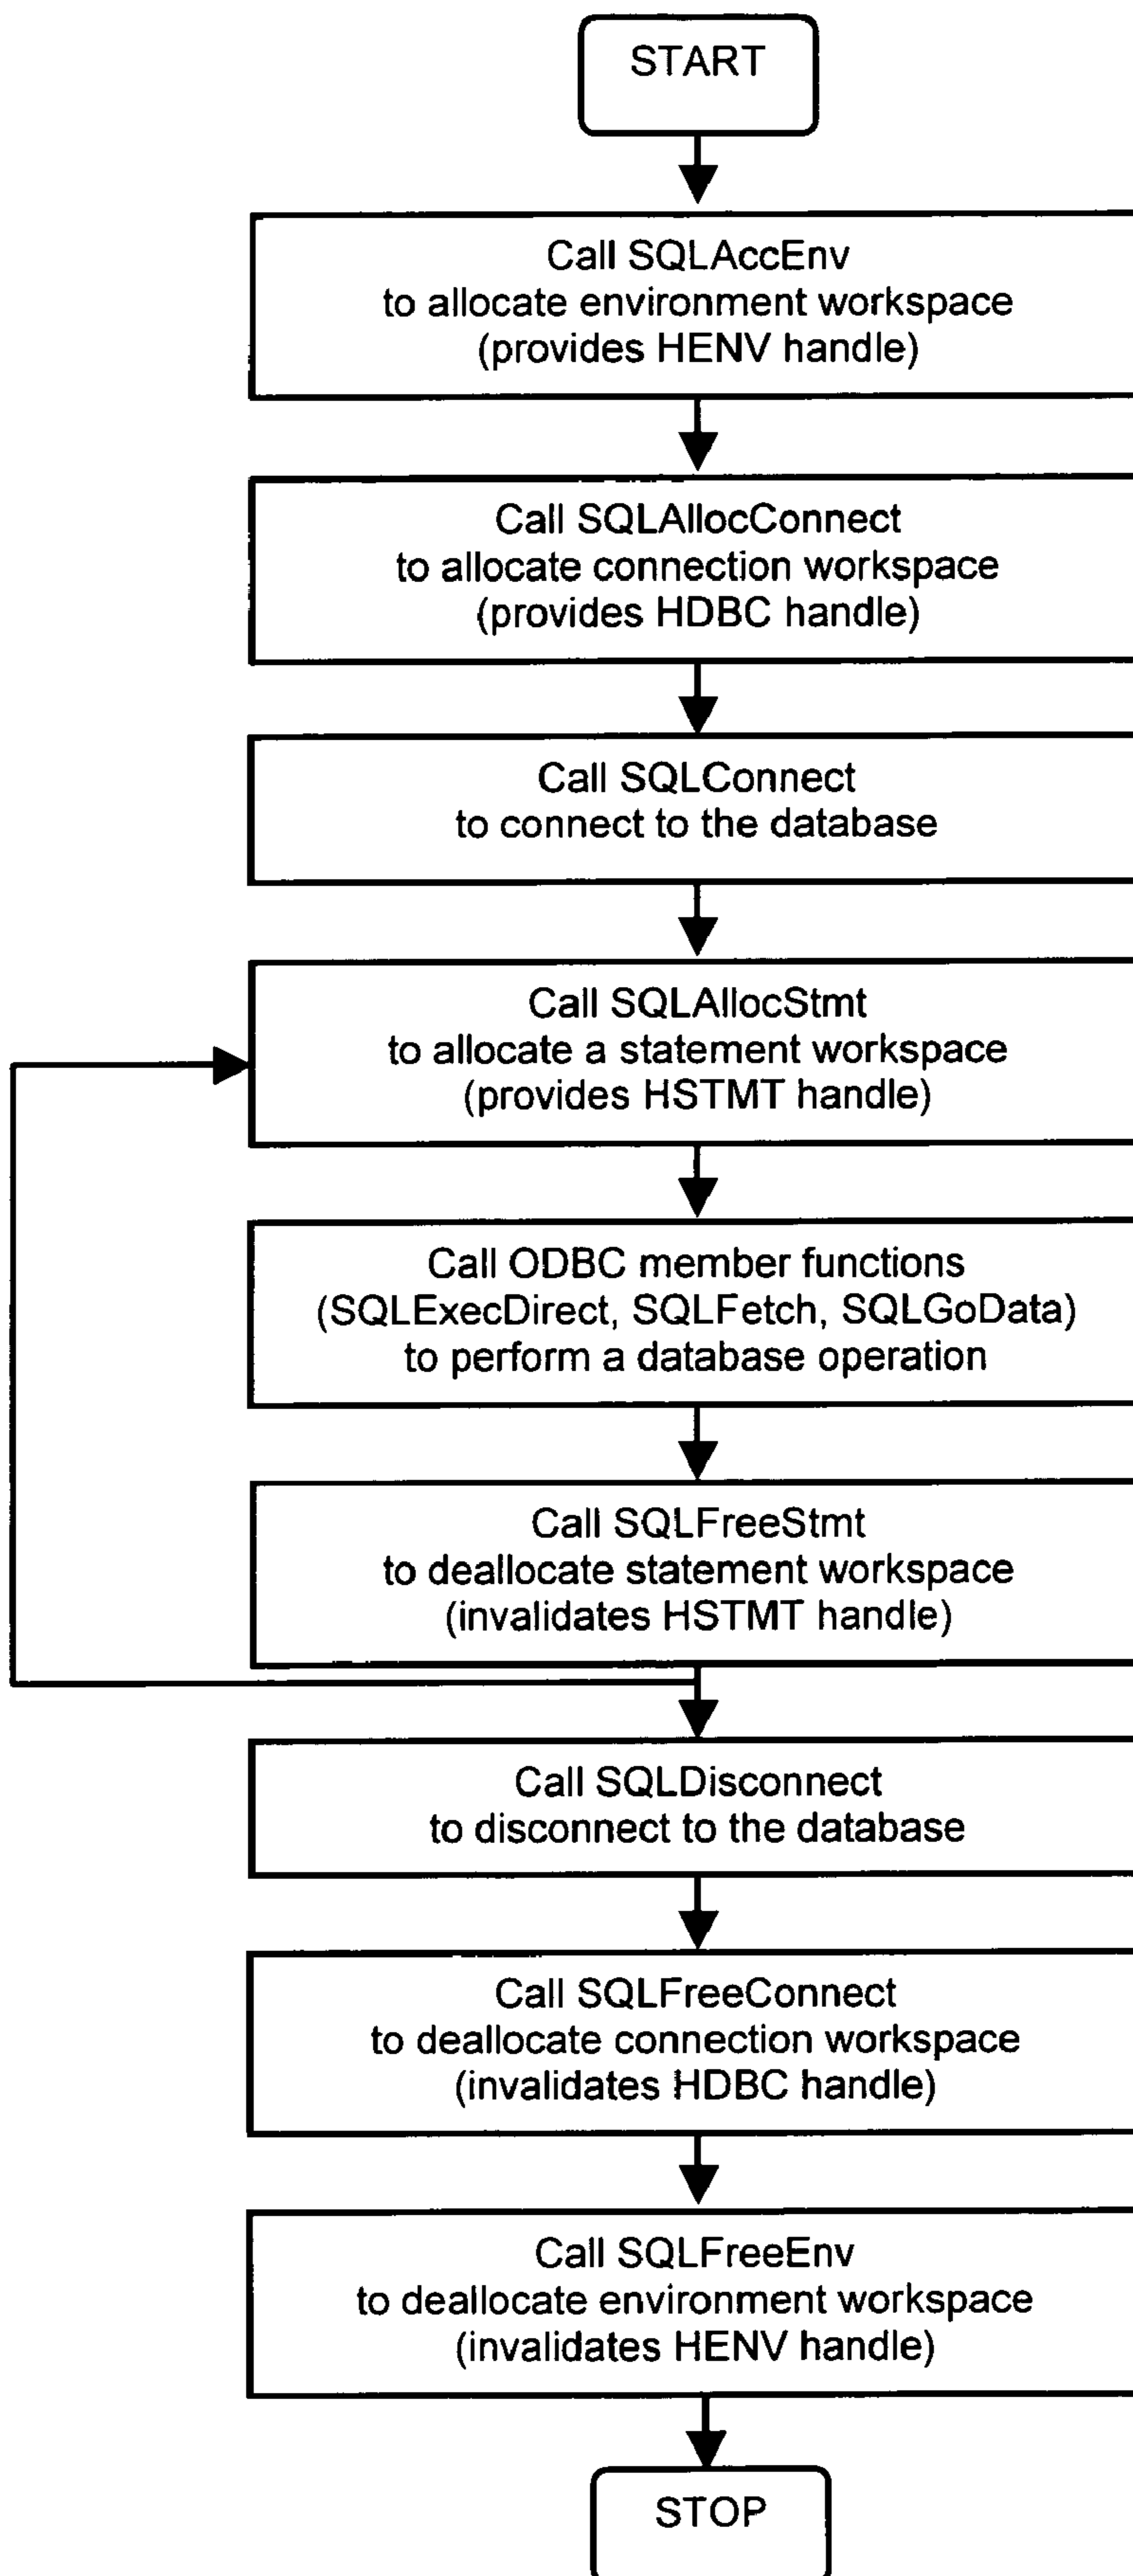 START
Call SQLAccEnv
to allocate environment workspace
(provides HENV handle)
Call SQLAllocConnect
to allocate connection workspace
(provides HDBC handle)
Call SQLConnect
to connect to the database
Call SQLAllocStmt
to allocate a statement workspace
(provides HSTMT handle)
Call ODBC member functions
(SQLExecDirect, SQLFetch, SQLGoData)
to perform a database operation
Call SQLFreeStmt
to deallocate statement workspace
(invalidates HSTMT handle)
Call SQLDisconnect
to disconnect to the database
Call SQLFreeConnect
to deallocate connection workspace
(invalidates HDBC handle)
Call SQLFreeEnv
to deallocate environment workspace
(invalidates HENV handle)
STOP